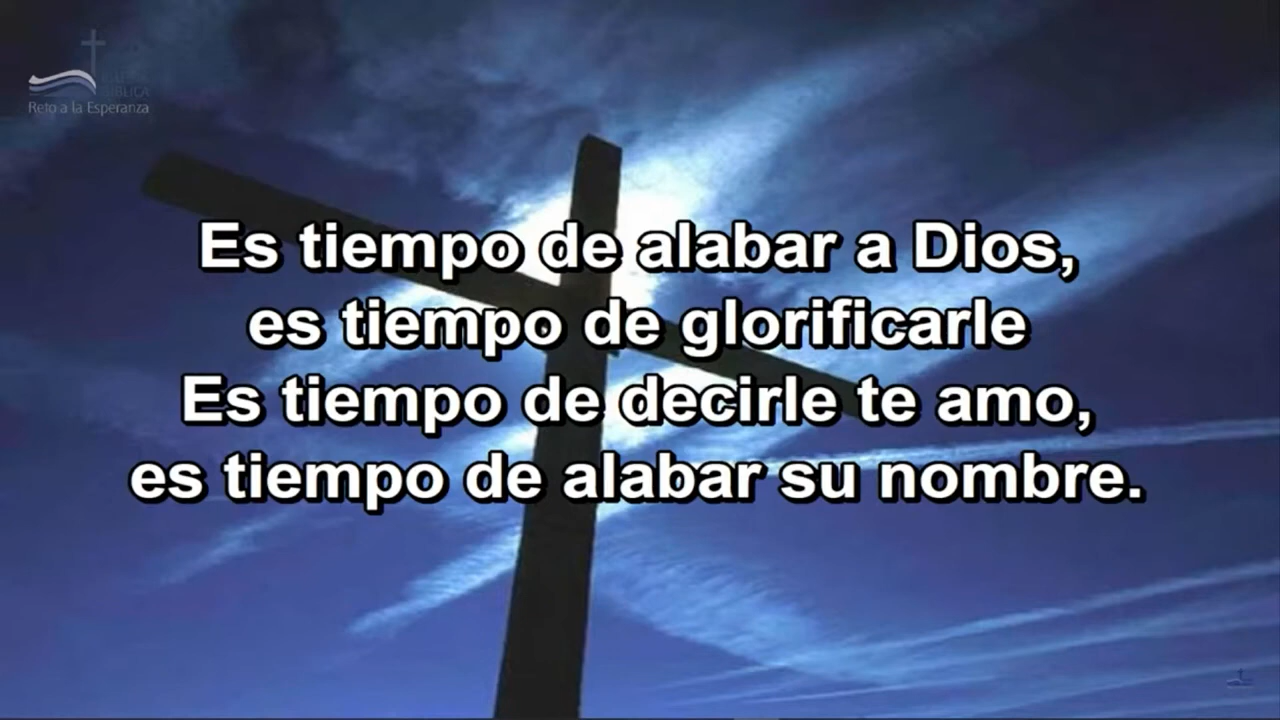 BÍBLICA
Reto a la Esperanza
Es tiempo de alabar a Dios,
es tiempo de glorificarle
Es tiempo de decirle te amo,
es tiempo de alabar su nombre.